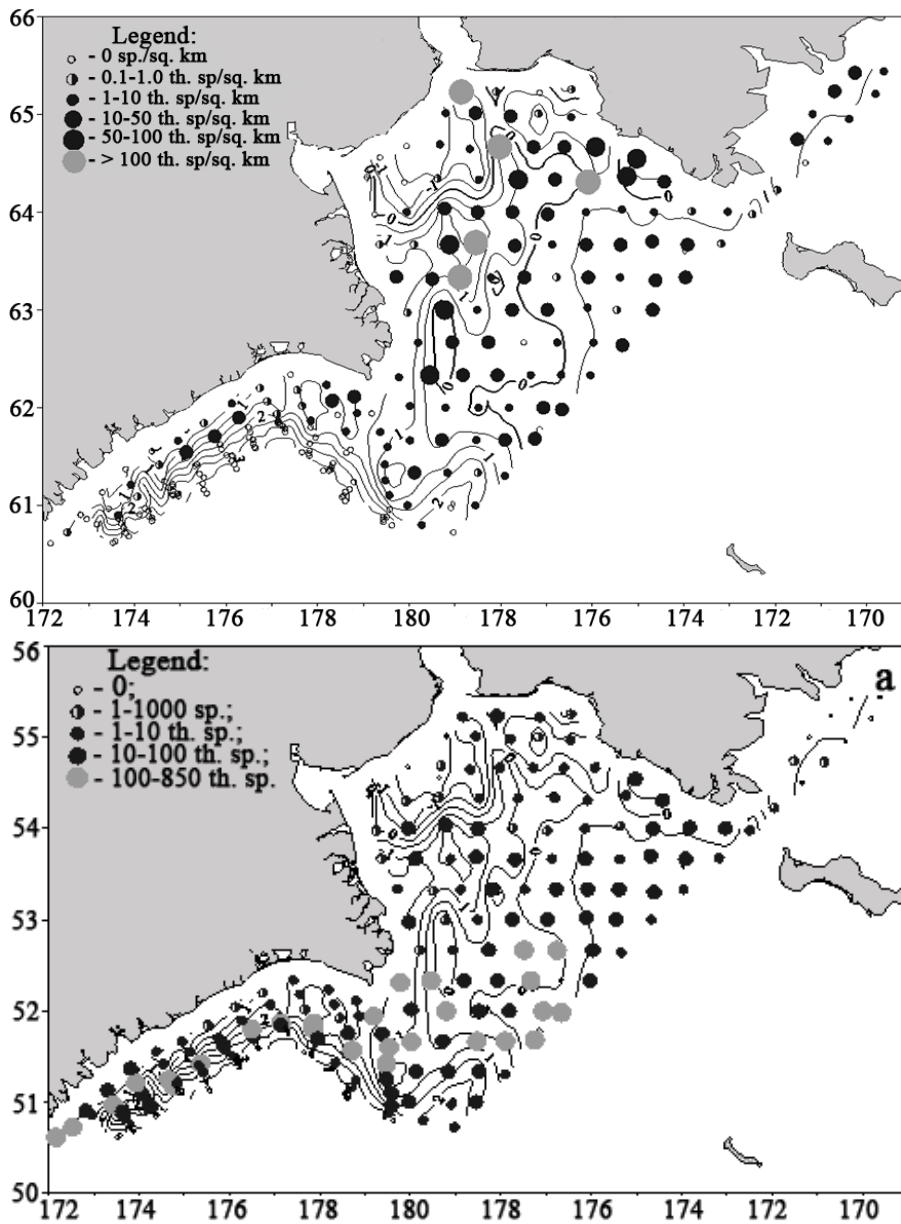 66
65
64
63
62
61
60
Legend:
- 0 sp./sq. km
- 0.1-1.0 th. sp/sq. km
- 1-10 th. sp/sq. km
- 10-50 th. sp/sq. km
- 50-100 th. sp/sq. km
- > 100 th. sp/sq. km
172 174 176 178 180 178 176 174 172 170
56
55
54
53
52
51
50
Legend:
- 0;
- 1-1000 sp.;
- 1-10 th. sp.;
- 10-100 th. sp.;
- 100-850 th. sp.
a
172 174 176 178 180 178 176 174 172 170